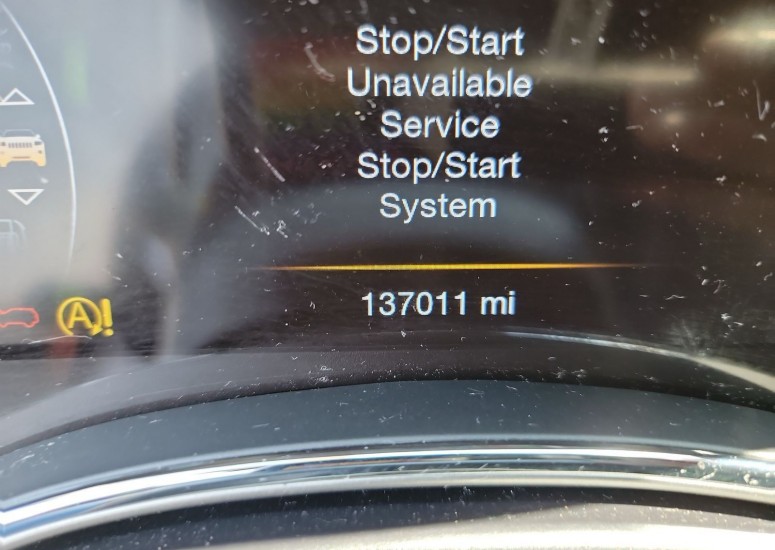 Stop/Start
Unavailable
Service
Stop/Start
System
A!
137011 mi